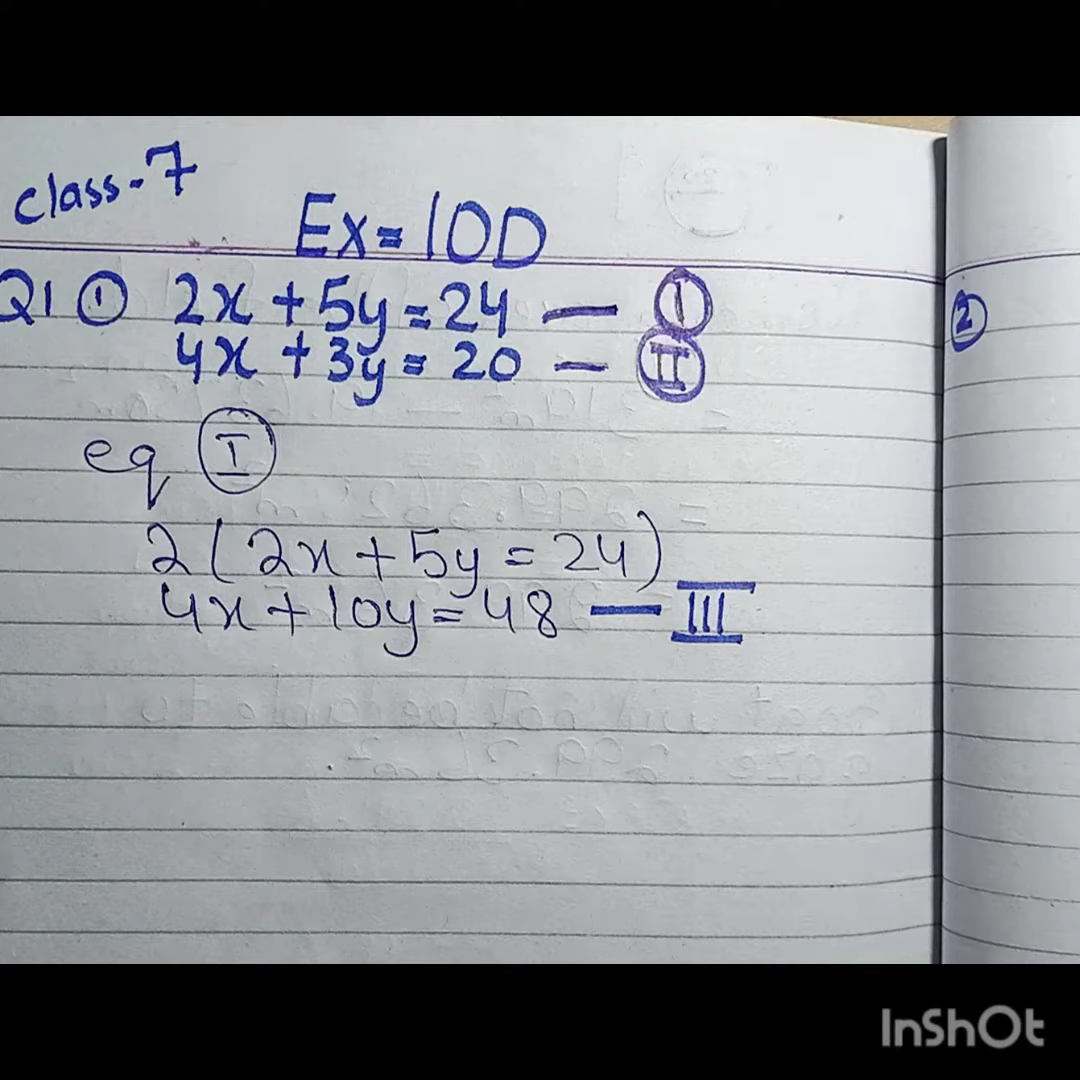 Class-7
Ex=10D
Q1 ① 2x + 5y = 24 — Ⓘ
4x + 3y = 20 — II
eq Ⓘ
2(2x + 5y = 24)
4x + 10y = 48 — III
②
InShOt